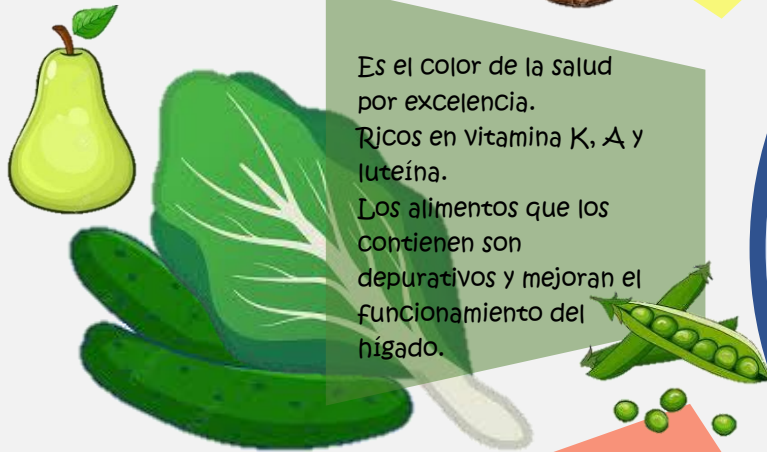 Es el color de la salud
por excelencia.
Ricos en vitamina K, A y
luteína.
Los alimentos que los
contienen son
depurativos y mejoran el
funcionamiento del
hígado.